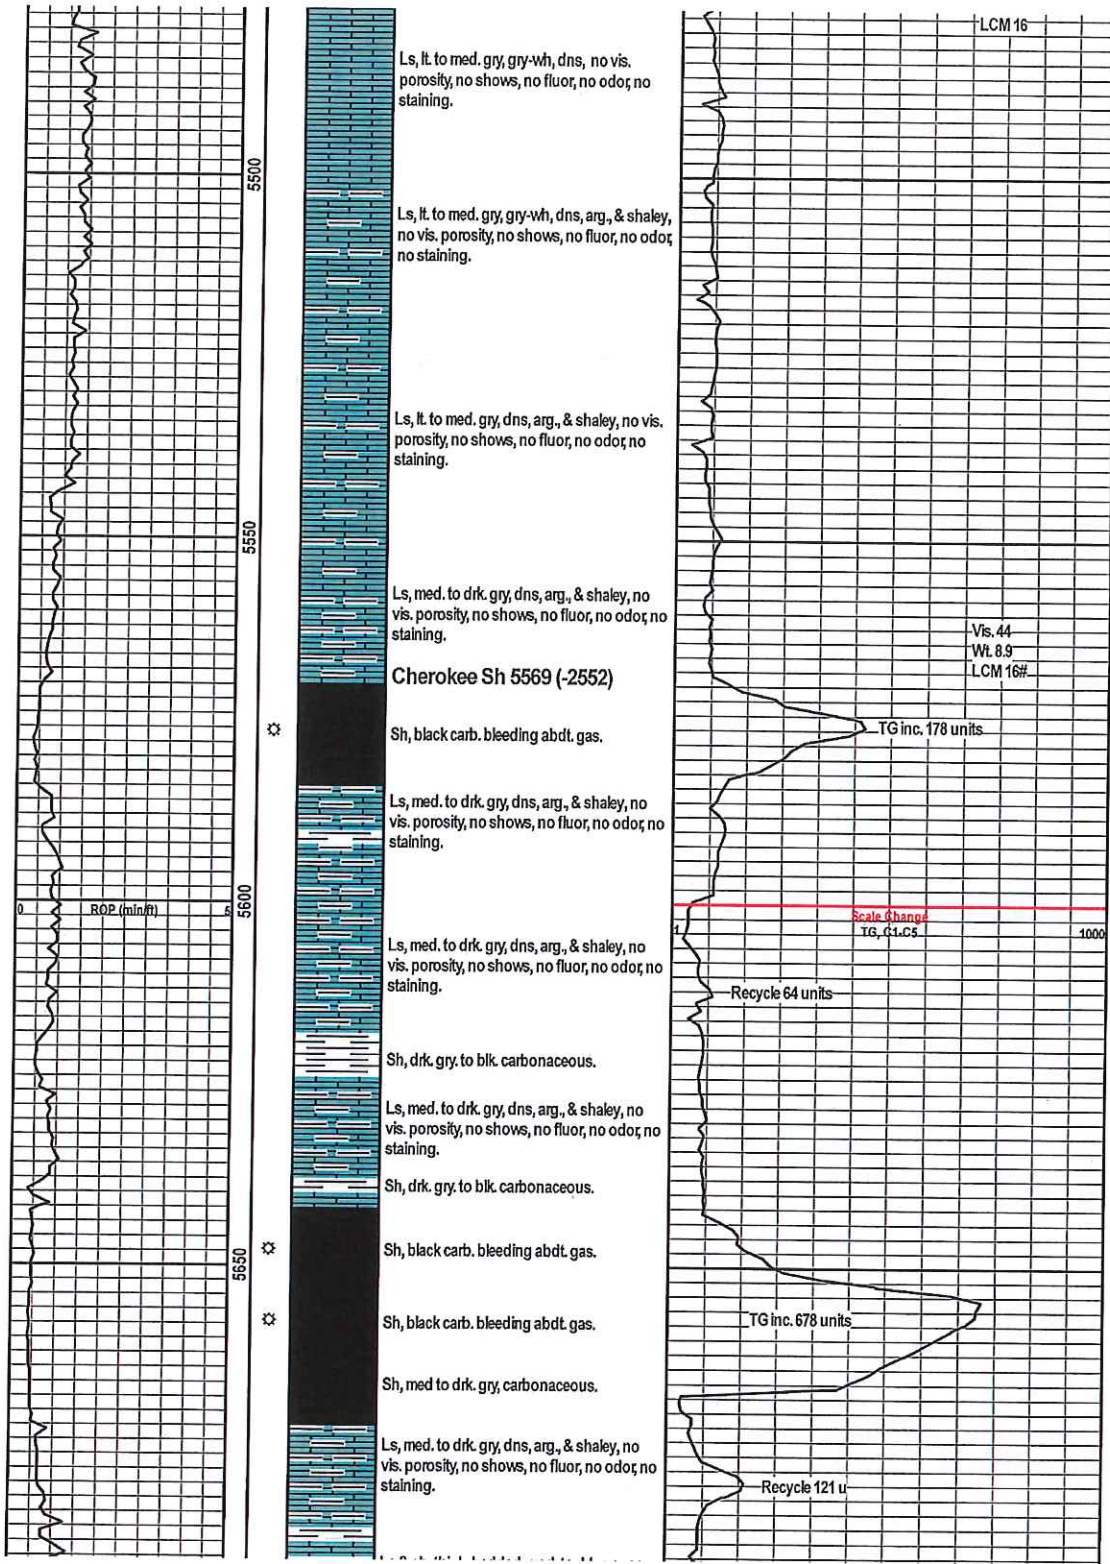 LCM 16
Ls, lt. to med. gry, gry-wh, dns, no vis.
porosity, no shows, no fluor, no odor, no
staining.
5500
Ls, lt. to med. gry, gry-wh, dns, arg., & shaley,
no vis. porosity, no shows, no fluor, no odor,
no staining.
Ls, lt. to med. gry, dns, arg., & shaley, no vis.
porosity, no shows, no fluor, no odor, no
staining.
5550
Ls, med. to drk. gry, dns, arg., & shaley, no
vis. porosity, no shows, no fluor, no odor, no
staining.
Vis. 44
Wt. 8.9
LCM 16#
Cherokee Sh 5569 (-2552)
Sh, black carb. bleeding abdt. gas.
TG inc. 178 units
Ls, med. to drk. gry, dns, arg., & shaley, no
vis. porosity, no shows, no fluor, no odor, no
staining.
5600
0 ROP (min/ft) 5
Scale Change
1 TG, C1-C5 1000
Ls, med. to drk. gry, dns, arg., & shaley, no
vis. porosity, no shows, no fluor, no odor, no
staining.
Recycle 64 units
Sh, drk. gry. to blk. carbonaceous.
Ls, med. to drk. gry, dns, arg., & shaley, no
vis. porosity, no shows, no fluor, no odor, no
staining.
Sh, drk. gry. to blk. carbonaceous.
5650
Sh, black carb. bleeding abdt. gas.
Sh, black carb. bleeding abdt. gas.
TG inc. 678 units
Sh, med to drk. gry, carbonaceous.
Ls, med. to drk. gry, dns, arg., & shaley, no
vis. porosity, no shows, no fluor, no odor, no
staining.
Recycle 121 u